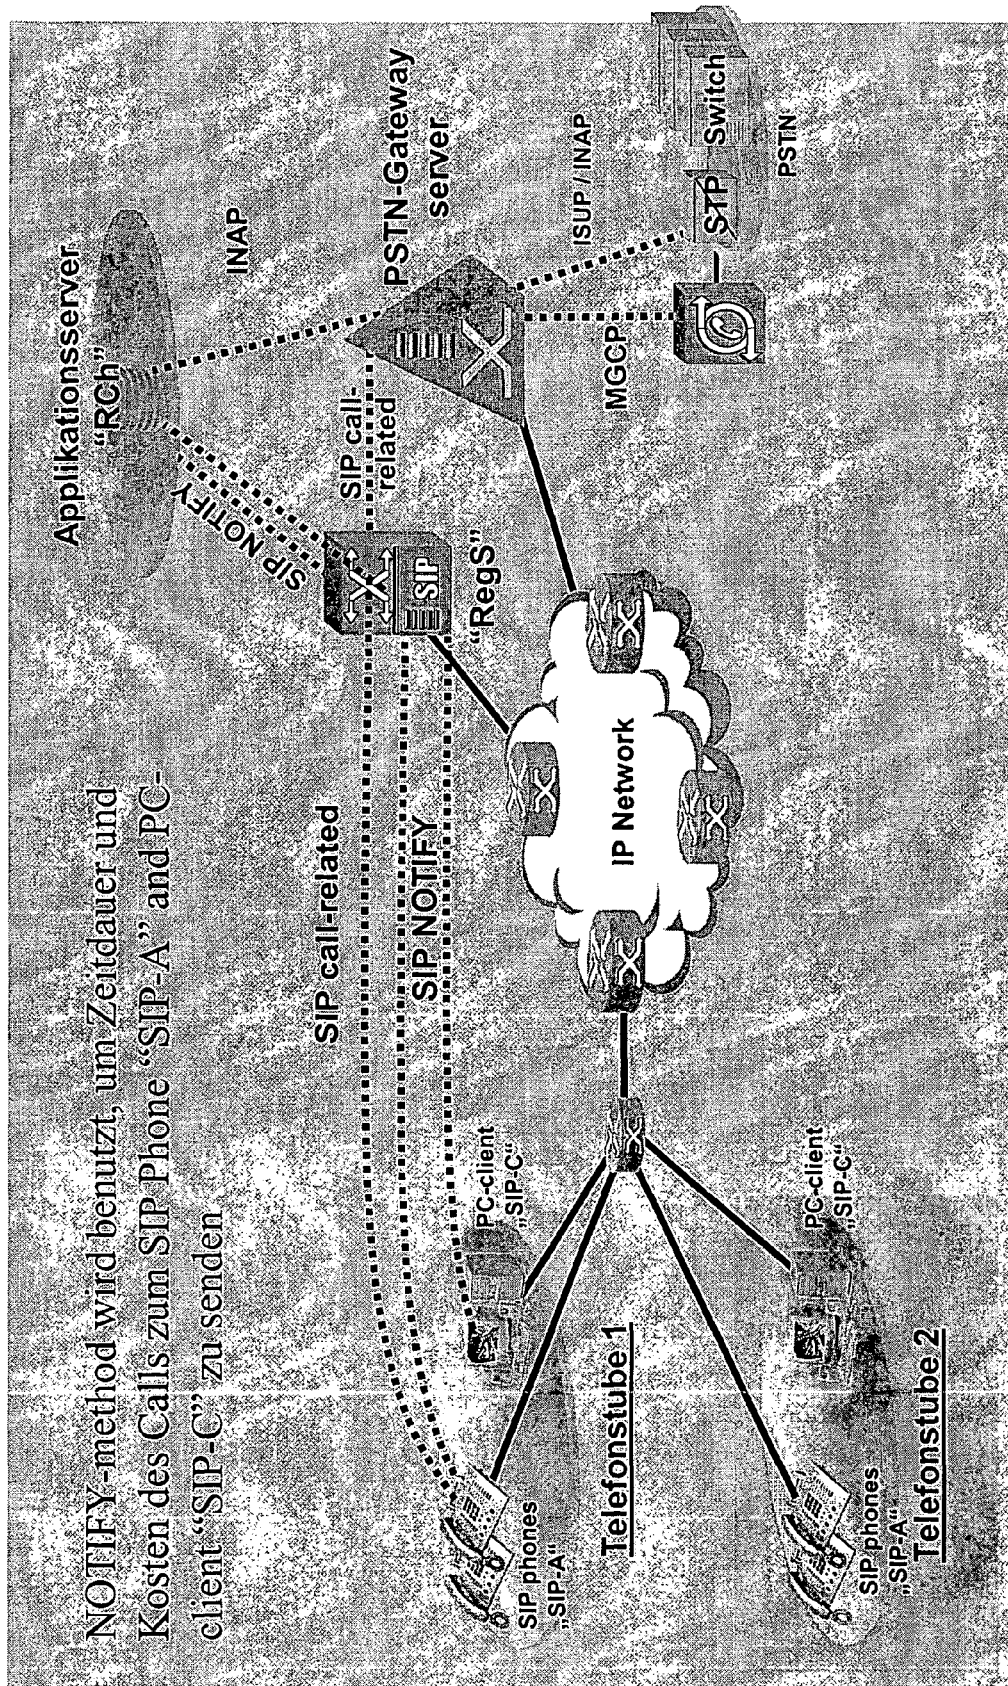 NOTIFY-method wird benutzt, um Zeitdauer und
Kosten des Calls zum SIP Phone “SIP-A” and PC-
client “SIP-C” zu senden
Applikationsserver
“RCh”
INAP
SIP NOTIFY
SIP call-
related
PSTN-Gateway
server
SIP
“RegS”
SIP call-related
SIP NOTIFY
ISUP / INAP
MGCP
STP
Switch
PSTN
IP Network
PC-client
„SIP-C“
SIP phones
„SIP-A“
Telefonstube 1
PC-client
„SIP-C“
SIP phones
„SIP-A“
Telefonstube 2